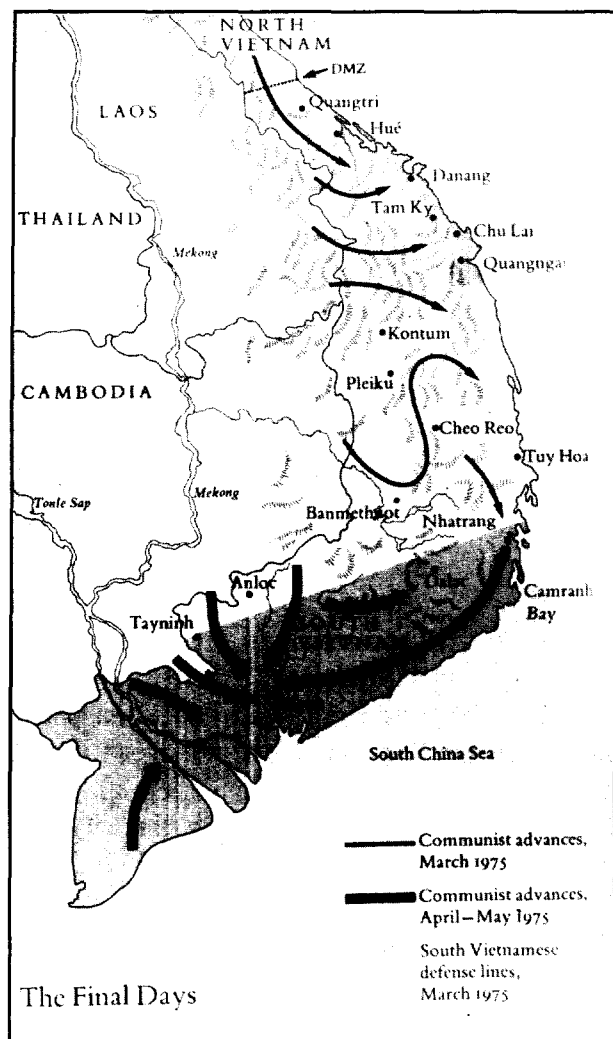 NORTH
VIETNAM
DMZ
LAOS
Quangtri
Hué
Danang
THAILAND
Tam Ky
Chu Lai
Mekong
Quangngai
Kontum
CAMBODIA
Pleiku
Cheo Reo
Tuy Hoa
Tonle Sap
Mekong
Banmethuot
Nhatrang
Anloc
Camranh
Bay
Tayninh
South China Sea
Communist advances,
March 1975
Communist advances,
April–May 1975
South Vietnamese
defense lines,
March 1975
The Final Days